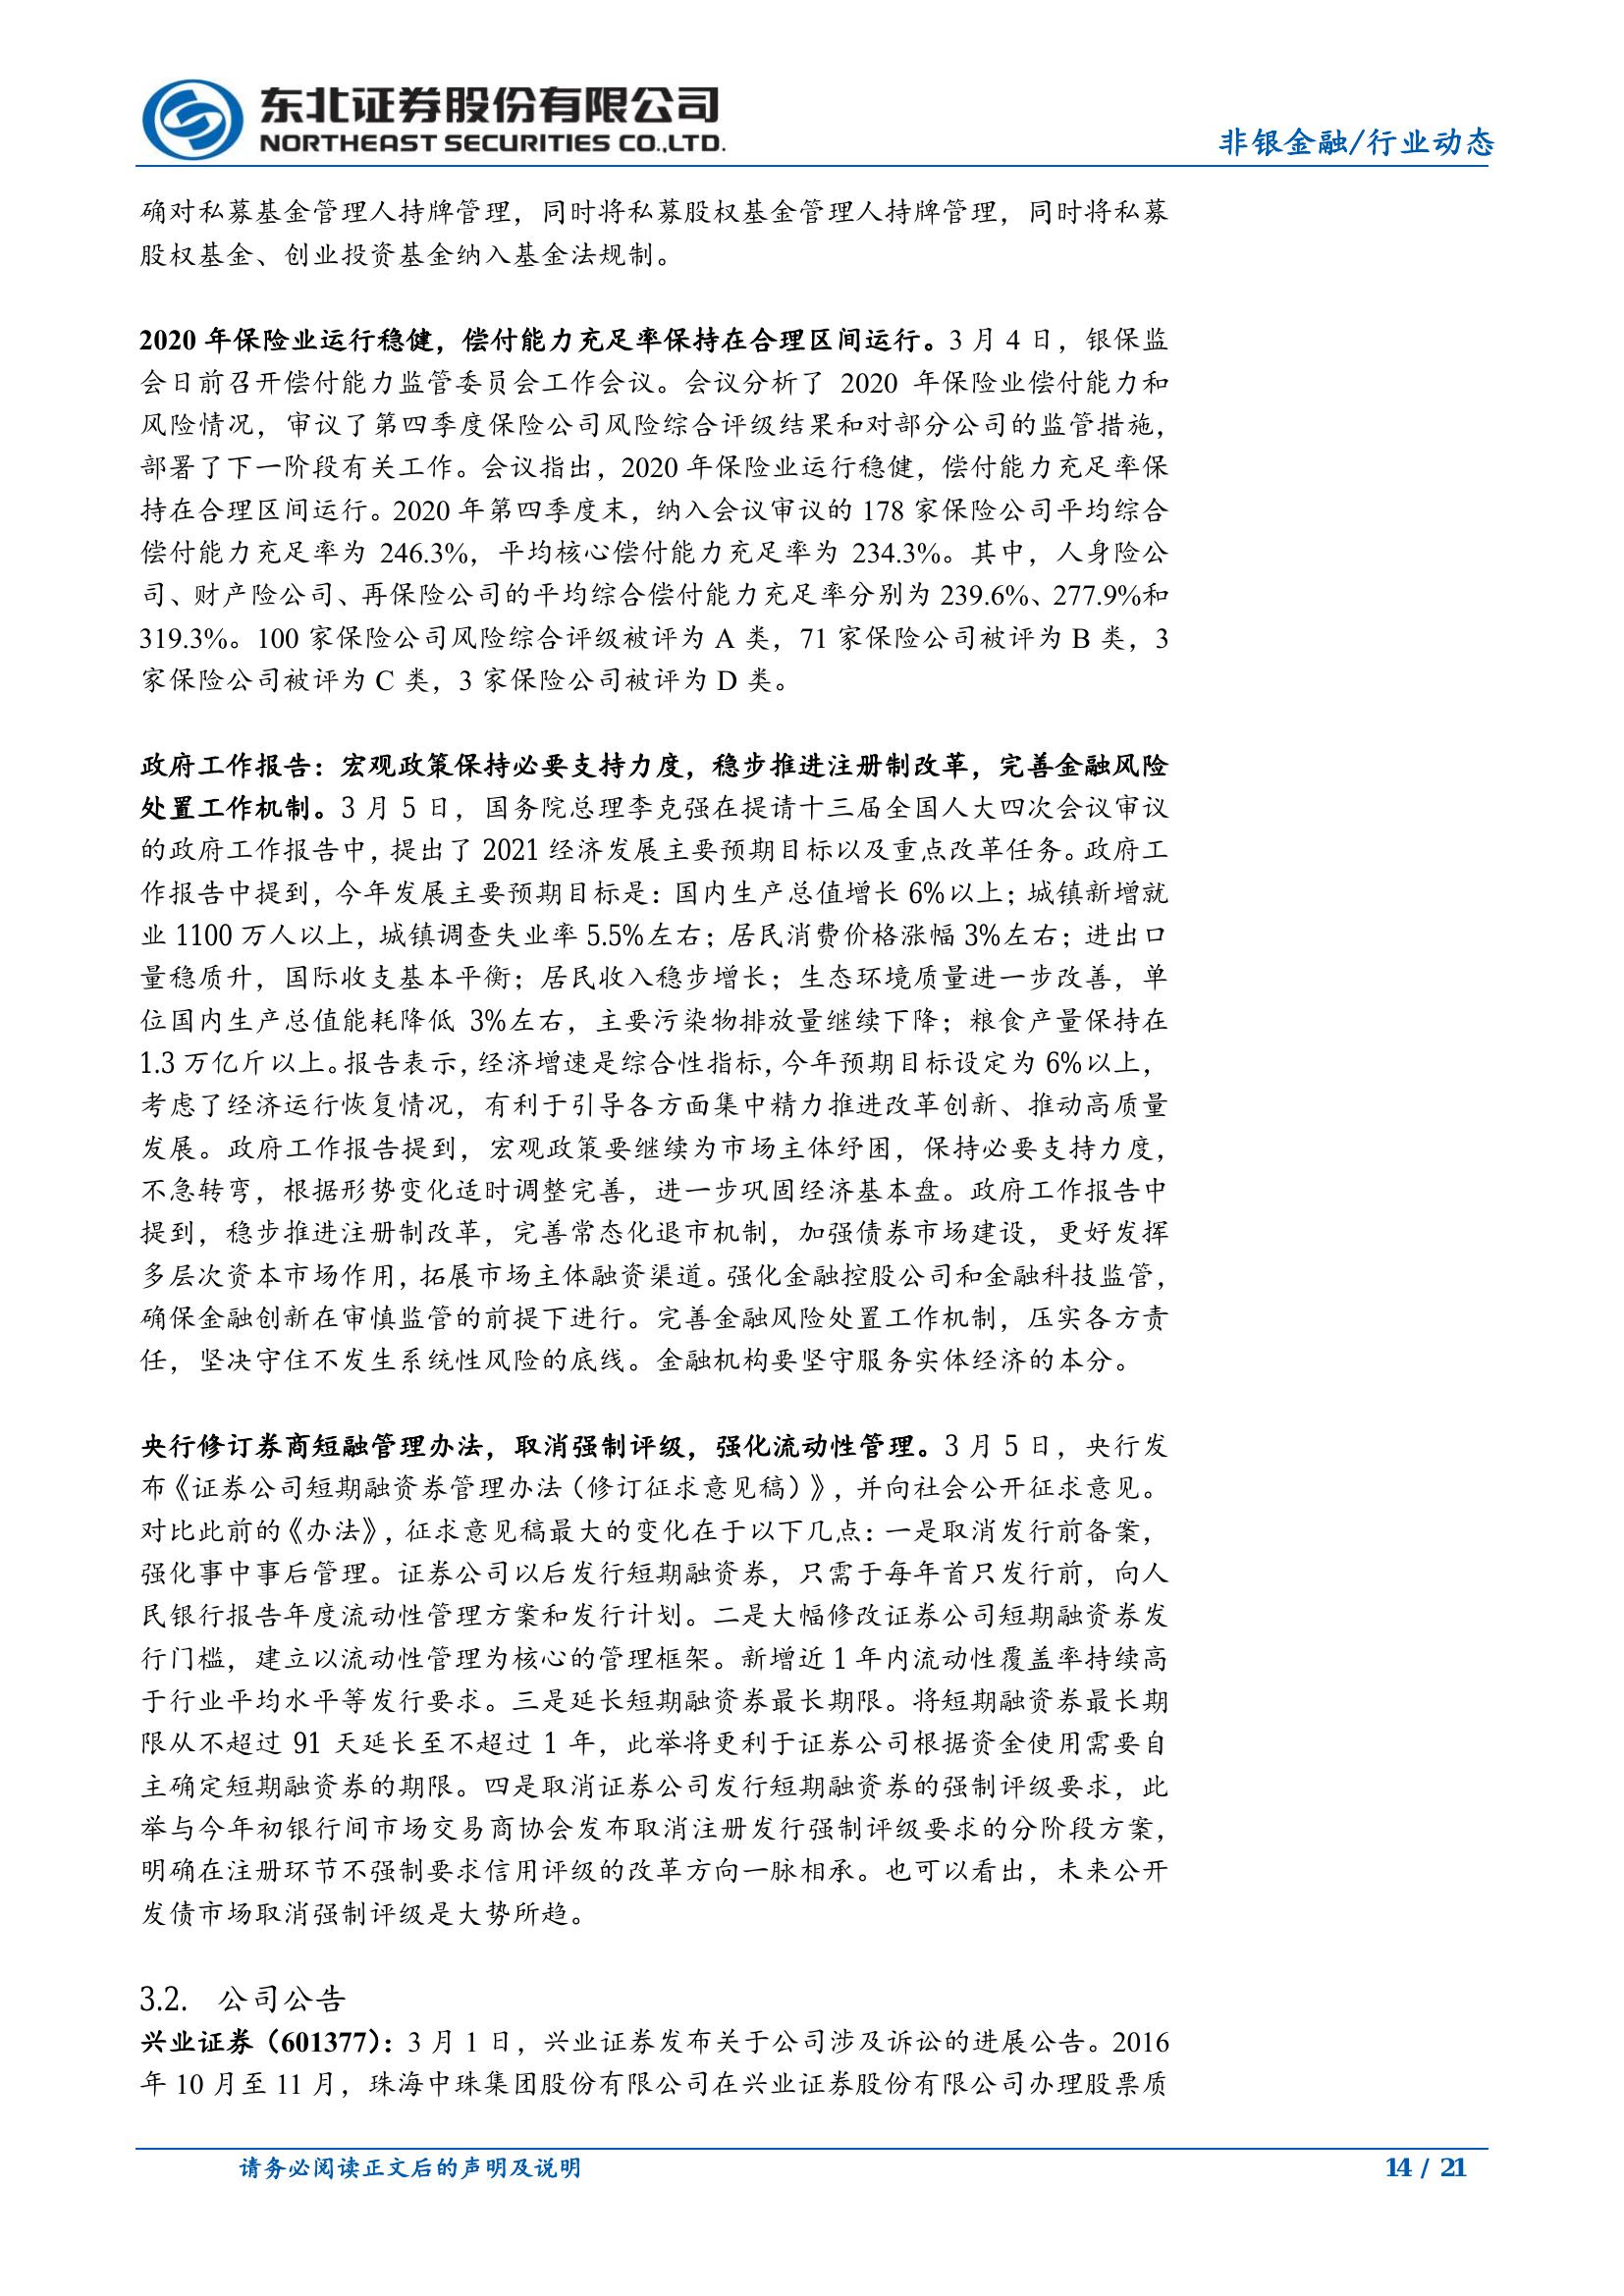 东北证券股份有限公司
NORTHEAST SECURITIES CO.,LTD.
非银金融/行业动态
确对私募基金管理人持牌管理，同时将私募股权基金管理人持牌管理，同时将私募
股权基金、创业投资基金纳入基金法规制。
2020 年保险业运行稳健，偿付能力充足率保持在合理区间运行。3 月 4 日，银保监
会日前召开偿付能力监管委员会工作会议。会议分析了 2020 年保险业偿付能力和
风险情况，审议了第四季度保险公司风险综合评级结果和对部分公司的监管措施，
部署了下一阶段有关工作。会议指出，2020 年保险业运行稳健，偿付能力充足率保
持在合理区间运行。2020 年第四季度末，纳入会议审议的 178 家保险公司平均综合
偿付能力充足率为 246.3%，平均核心偿付能力充足率为 234.3%。其中，人身险公
司、财产险公司、再保险公司的平均综合偿付能力充足率分别为 239.6%、277.9%和
319.3%。100 家保险公司风险综合评级被评为 A 类，71 家保险公司被评为 B 类，3
家保险公司被评为 C 类，3 家保险公司被评为 D 类。
政府工作报告：宏观政策保持必要支持力度，稳步推进注册制改革，完善金融风险
处置工作机制。3 月 5 日，国务院总理李克强在提请十三届全国人大四次会议审议
的政府工作报告中，提出了 2021 经济发展主要预期目标以及重点改革任务。政府工
作报告中提到，今年发展主要预期目标是：国内生产总值增长 6%以上；城镇新增就
业 1100 万人以上，城镇调查失业率 5.5%左右；居民消费价格涨幅 3%左右；进出口
量稳质升，国际收支基本平衡；居民收入稳步增长；生态环境质量进一步改善，单
位国内生产总值能耗降低 3%左右，主要污染物排放量继续下降；粮食产量保持在
1.3 万亿斤以上。报告表示，经济增速是综合性指标，今年预期目标设定为 6%以上，
考虑了经济运行恢复情况，有利于引导各方面集中精力推进改革创新、推动高质量
发展。政府工作报告提到，宏观政策要继续为市场主体纾困，保持必要支持力度，
不急转弯，根据形势变化适时调整完善，进一步巩固经济基本盘。政府工作报告中
提到，稳步推进注册制改革，完善常态化退市机制，加强债券市场建设，更好发挥
多层次资本市场作用，拓展市场主体融资渠道。强化金融控股公司和金融科技监管，
确保金融创新在审慎监管的前提下进行。完善金融风险处置工作机制，压实各方责
任，坚决守住不发生系统性风险的底线。金融机构要坚守服务实体经济的本分。
央行修订券商短融管理办法，取消强制评级，强化流动性管理。3 月 5 日，央行发
布《证券公司短期融资券管理办法（修订征求意见稿）》，并向社会公开征求意见。
对比此前的《办法》，征求意见稿最大的变化在于以下几点：一是取消发行前备案，
强化事中事后管理。证券公司以后发行短期融资券，只需于每年首只发行前，向人
民银行报告年度流动性管理方案和发行计划。二是大幅修改证券公司短期融资券发
行门槛，建立以流动性管理为核心的管理框架。新增近 1 年内流动性覆盖率持续高
于行业平均水平等发行要求。三是延长短期融资券最长期限。将短期融资券最长期
限从不超过 91 天延长至不超过 1 年，此举将更利于证券公司根据资金使用需要自
主确定短期融资券的期限。四是取消证券公司发行短期融资券的强制评级要求，此
举与今年初银行间市场交易商协会发布取消注册发行强制评级要求的分阶段方案，
明确在注册环节不强制要求信用评级的改革方向一脉相承。也可以看出，未来公开
发债市场取消强制评级是大势所趋。
3.2. 公司公告
兴业证券（601377）：3 月 1 日，兴业证券发布关于公司涉及诉讼的进展公告。2016
年 10 月至 11 月，珠海中珠集团股份有限公司在兴业证券股份有限公司办理股票质
请务必阅读正文后的声明及说明
14 / 21